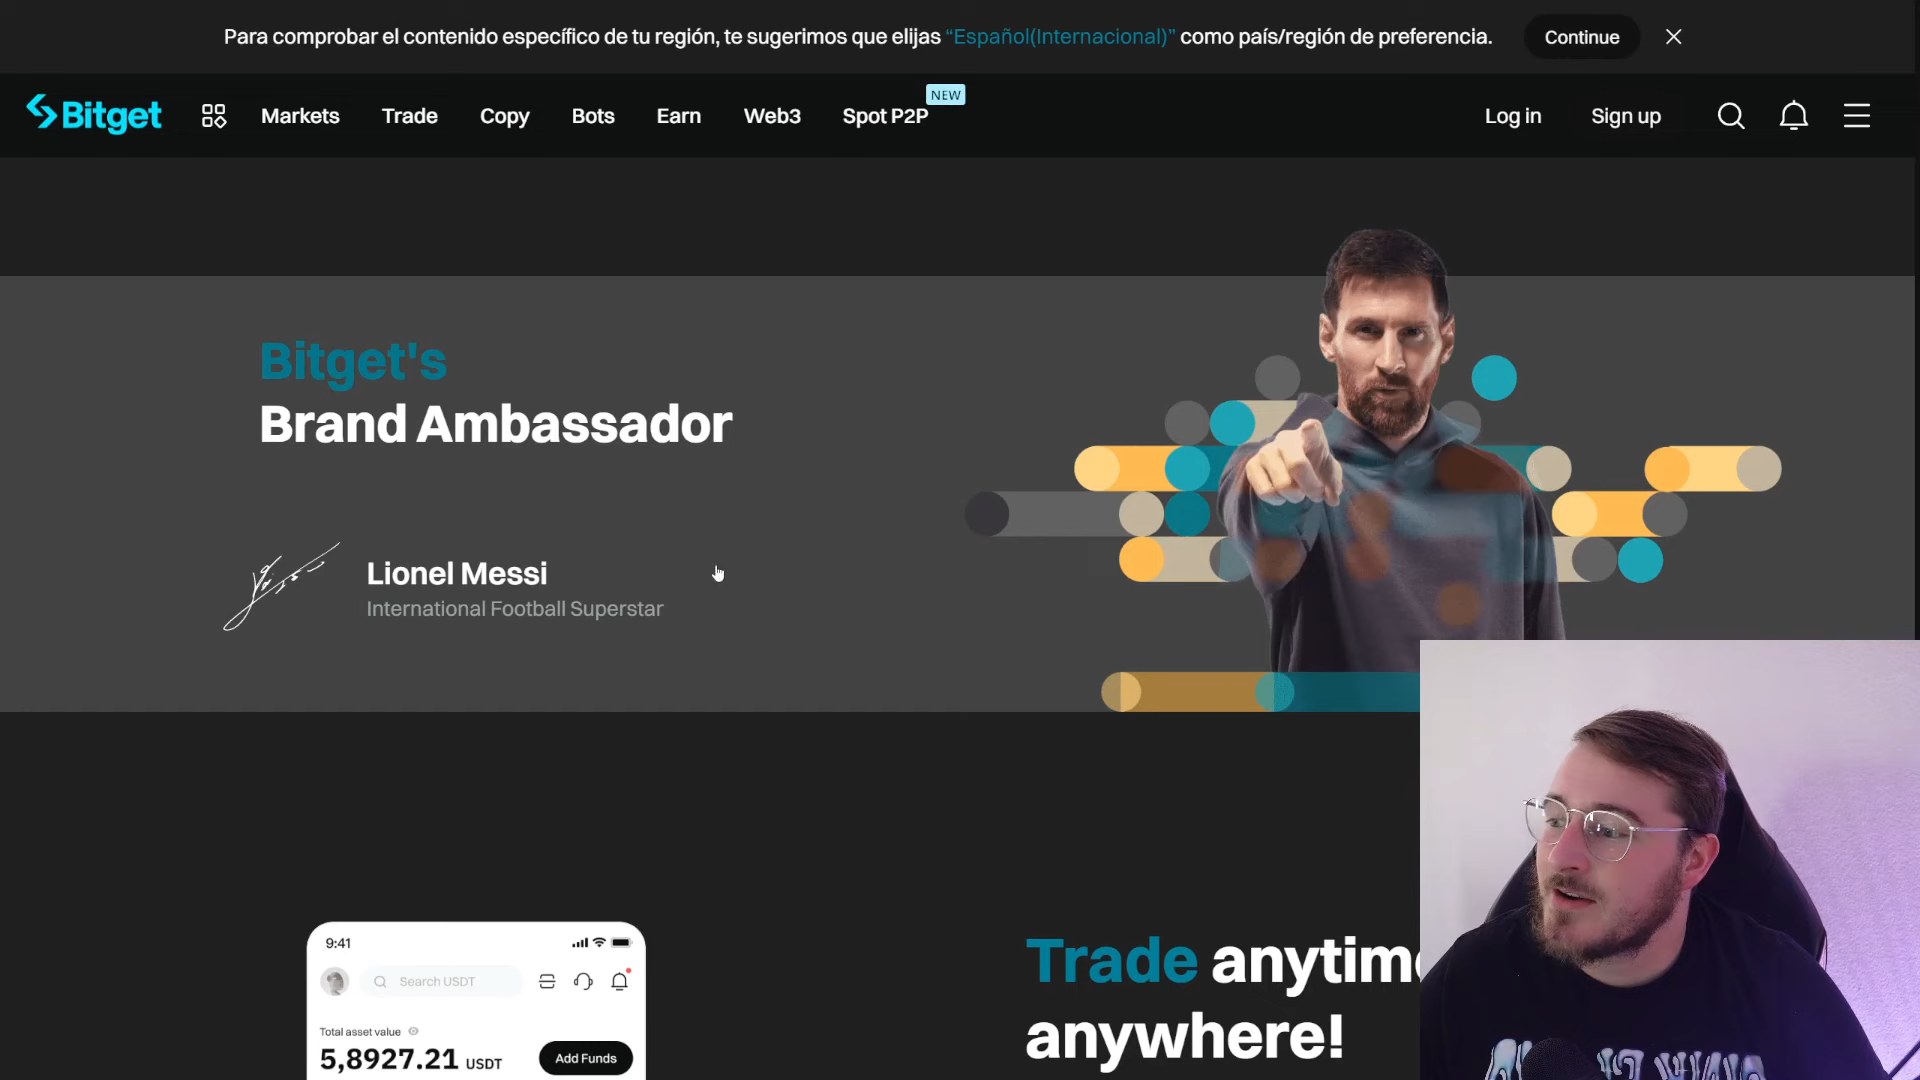 Para comprobar el contenido específico de tu región, te sugerimos que elijas “Español(Internacional)” como país/región de preferencia.
Continue
Bitget
Markets
Trade
Copy
Bots
Earn
Web3
Spot P2P
NEW
Log in
Sign up
Bitget's
Brand Ambassador
Lionel Messi
International Football Superstar
9:41
Search USDT
Total asset value
5,8927.21 USDT
Add Funds
Trade
anywhere!